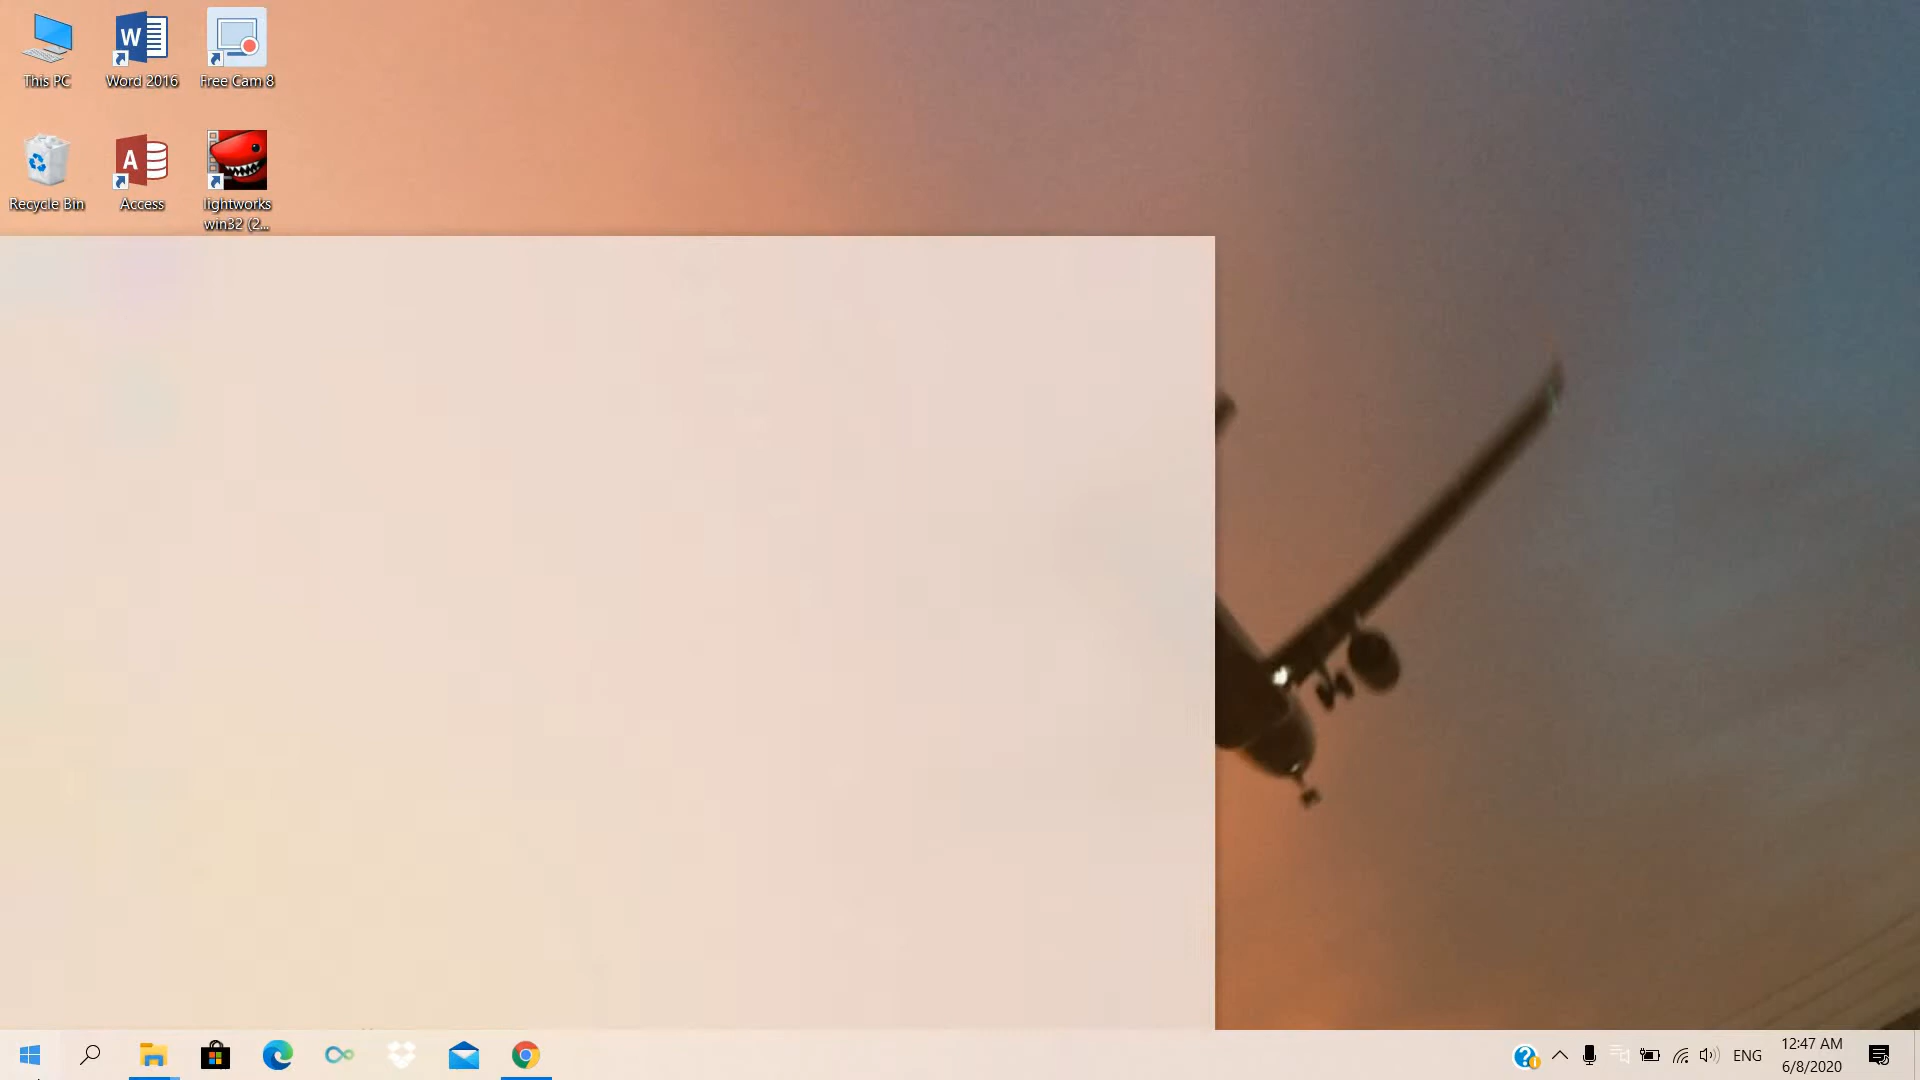 This PC
Word 2016
Free Cam 8
Recycle Bin
Access
lightworks
win32 (2...
ENG
12:47 AM
6/8/2020